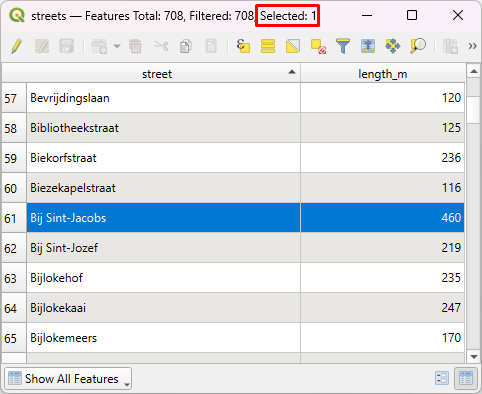 streets — Features Total: 708, Filtered: 708, Selected: 1
street length_m
57 Bevrijdingslaan 120
58 Bibliotheekstraat 125
59 Biekorfstraat 236
60 Biezekapelstraat 116
61 Bij Sint-Jacobs 460
62 Bij Sint-Jozef 219
63 Bijlokehof 235
64 Bijlokekaai 247
65 Bijlokemeers 170
Show All Features